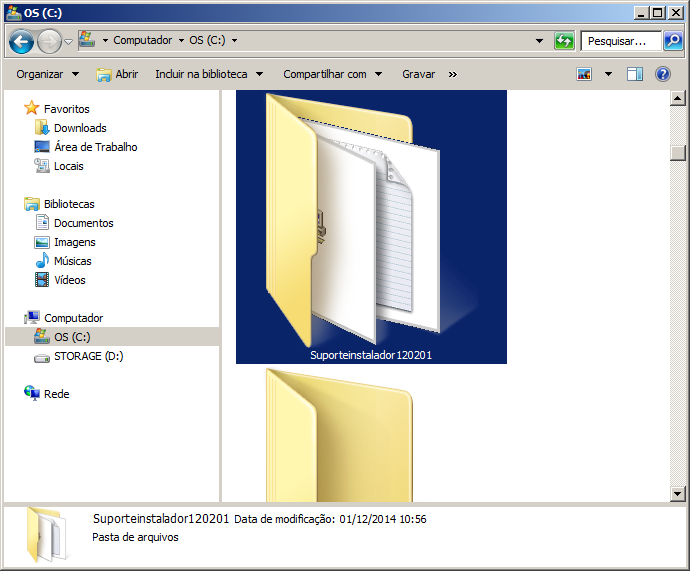 OS (C:)
Computador OS (C:) Pesquisar...
Organizar Abrir Incluir na biblioteca Compartilhar com Gravar »
Favoritos
Downloads
Área de Trabalho
Locais
Bibliotecas
Documentos
Imagens
Músicas
Vídeos
Computador
OS (C:)
STORAGE (D:)
Rede
Suporteinstalador120201
Suporteinstalador120201 Data de modificação: 01/12/2014 10:56
Pasta de arquivos